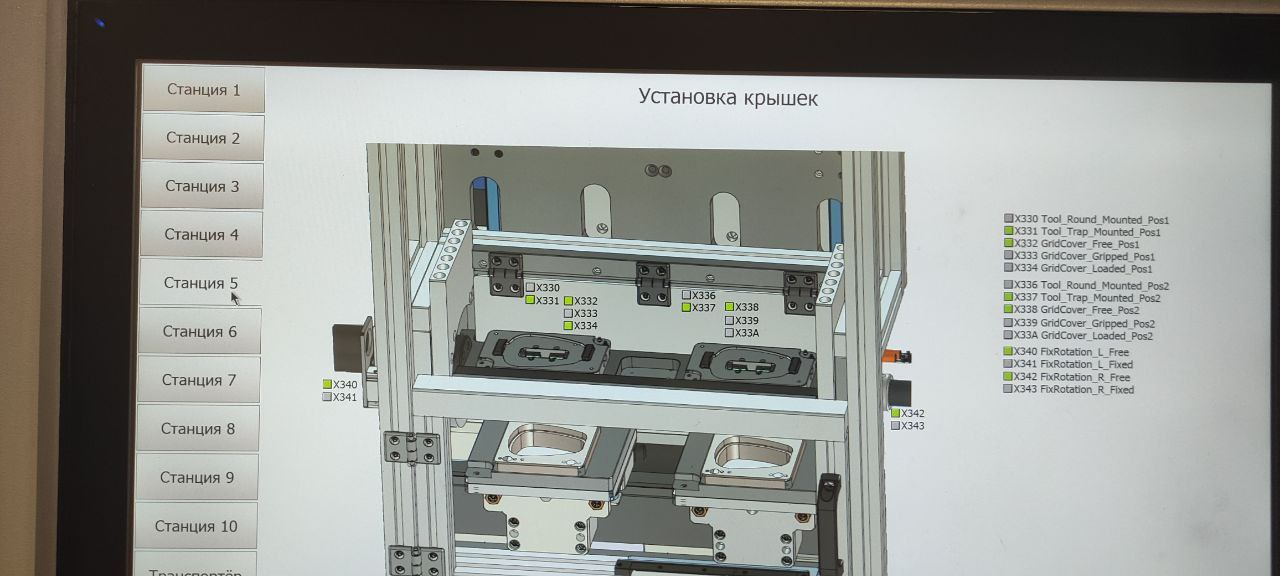 Установка крышек
Станция 1
Станция 2
Станция 3
Станция 4
Станция 5
Станция 6
Станция 7
Станция 8
Станция 9
Станция 10
Транспортёр
X330
X331
X332
X333
X334
X336
X337
X338
X339
X33A
X340
X341
X342
X343
X330 Tool_Round_Mounted_Pos1
X331 Tool_Trap_Mounted_Pos1
X332 GridCover_Free_Pos1
X333 GridCover_Gripped_Pos1
X334 GridCover_Loaded_Pos1
X336 Tool_Round_Mounted_Pos2
X337 Tool_Trap_Mounted_Pos2
X338 GridCover_Free_Pos2
X339 GridCover_Gripped_Pos2
X33A GridCover_Loaded_Pos2
X340 FixRotation_L_Free
X341 FixRotation_L_Fixed
X342 FixRotation_R_Free
X343 FixRotation_R_Fixed